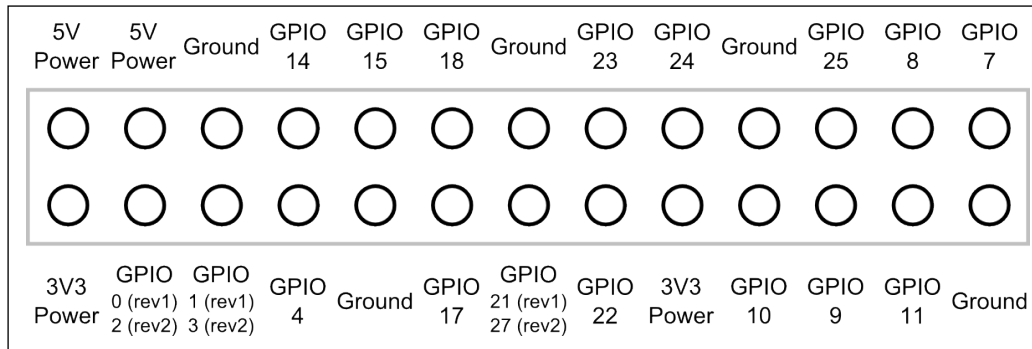 5V Power
5V Power
Ground
GPIO 14
GPIO 15
GPIO 18
Ground
GPIO 23
GPIO 24
Ground
GPIO 25
GPIO 8
GPIO 7
3V3 Power
GPIO 0 (rev1) 2 (rev2)
GPIO 1 (rev1) 3 (rev2)
GPIO 4
Ground
GPIO 17
GPIO 21 (rev1) 27 (rev2)
GPIO 22
3V3 Power
GPIO 10
GPIO 9
GPIO 11
Ground